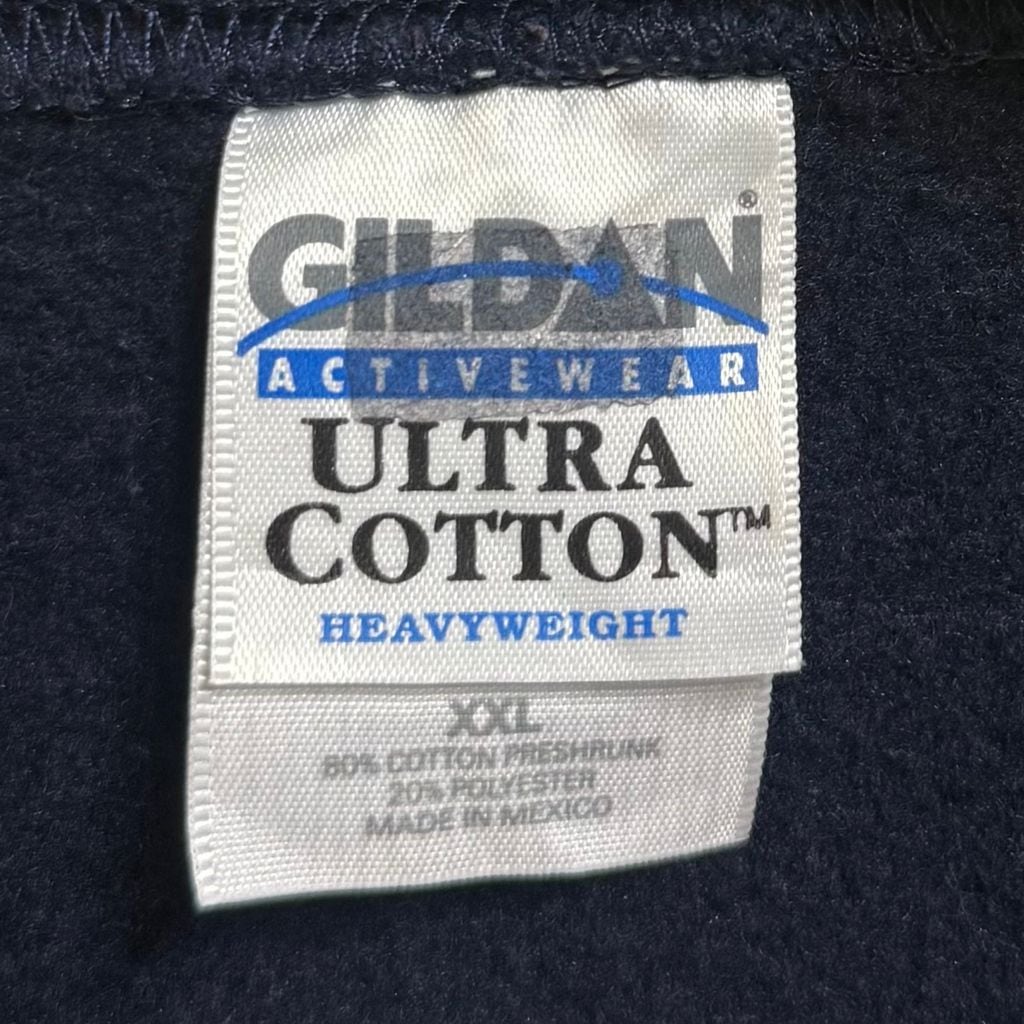 GILDAN®
ACTIVEWEAR
ULTRA
COTTON™
HEAVYWEIGHT
XXL
80% COTTON PRESHRUNK
20% POLYESTER
MADE IN MEXICO